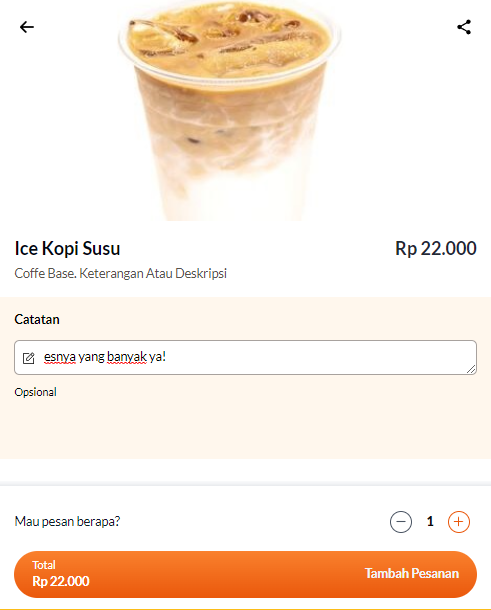 Ice Kopi Susu
Rp 22.000
Coffe Base. Keterangan Atau Deskripsi
Catatan
esnya yang banyak ya!
Opsional
Mau pesan berapa?
1
Total
Rp 22.000
Tambah Pesanan